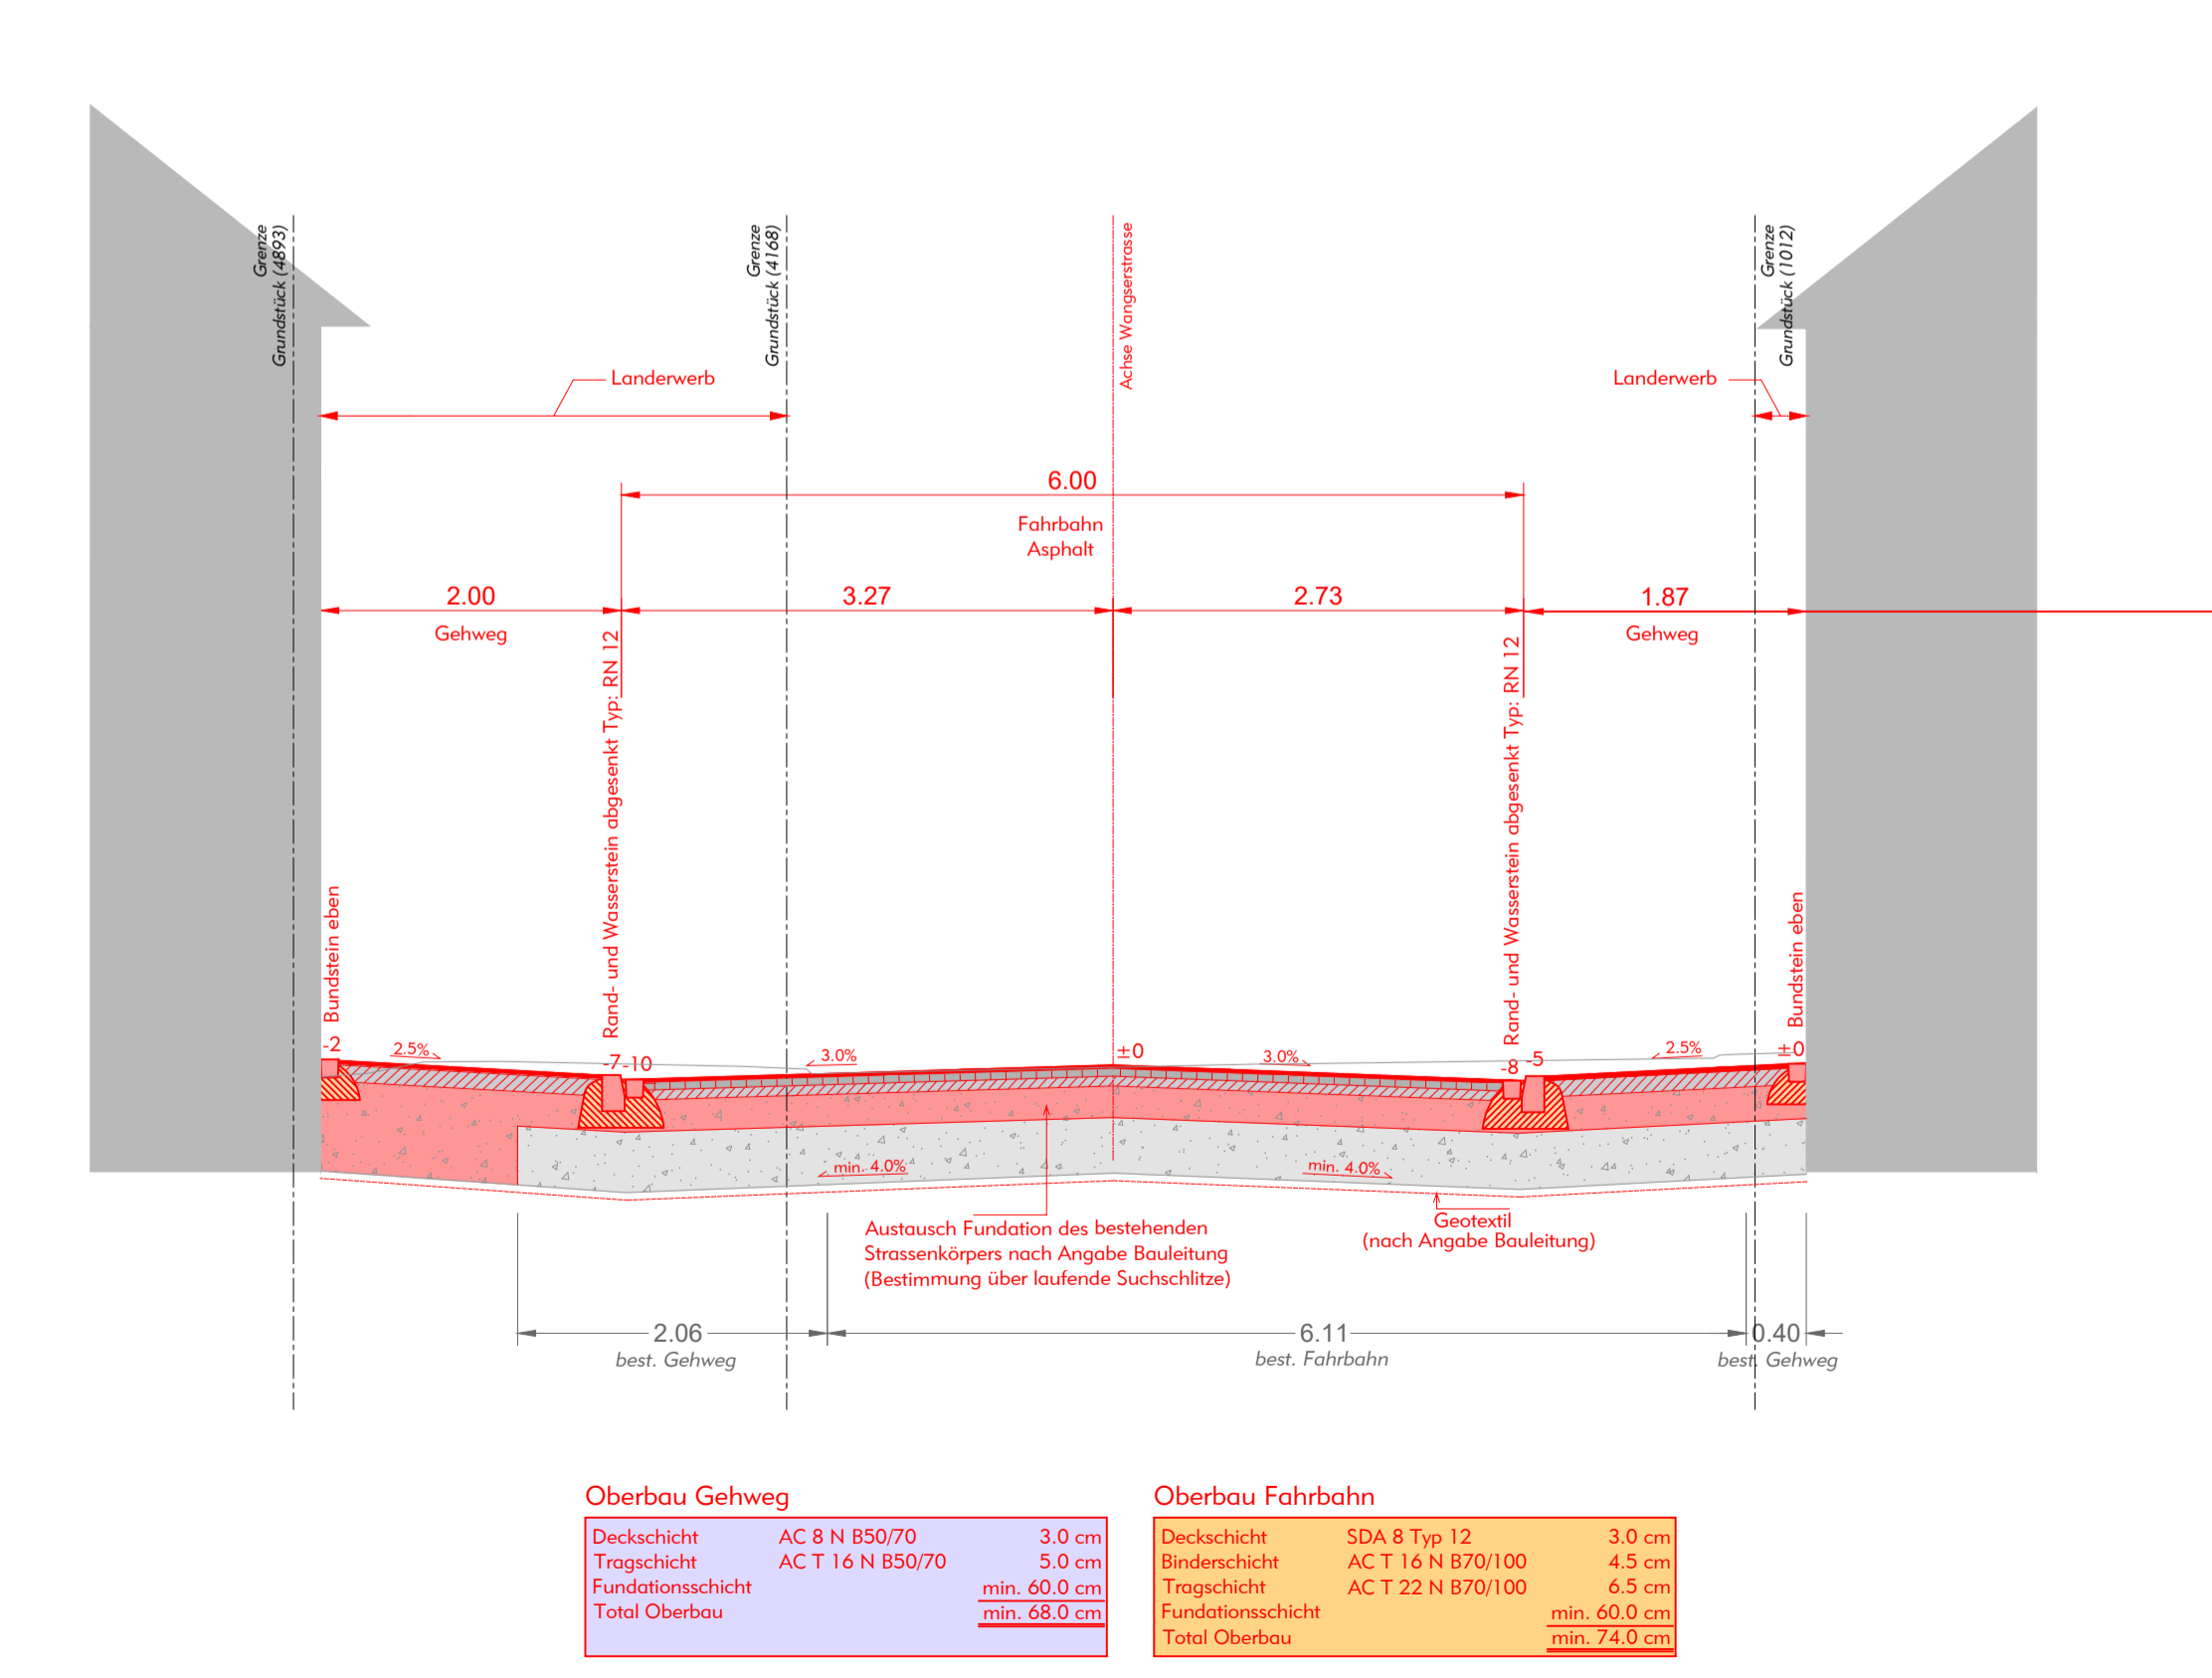 Grenze
Grundstück (4893)
Grenze
Grundstück (4168)
Achse Wangserstrasse
Grenze
Grundstück (1012)
Landerwerb
Landerwerb
6.00
Fahrbahn
Asphalt
2.00
3.27
2.73
1.87
Gehweg
Gehweg
Bundstein eben
Rand- und Wasserstein abgesenkt Typ: RN 12
Rand- und Wasserstein abgesenkt Typ: RN 12
Bundstein eben
-2
2.5%
-7
-10
3.0%
±0
3.0%
-8
-5
2.5%
±0
min. 4.0%
min. 4.0%
Austausch Fundation des bestehenden
Strassenkörpers nach Angabe Bauleitung
(Bestimmung über laufende Suchschlitze)
Geotextil
(nach Angabe Bauleitung)
2.06
6.11
0.40
best. Gehweg
best. Fahrbahn
best. Gehweg
Oberbau Gehweg
Deckschicht AC 8 N B50/70 3.0 cm
Tragschicht AC T 16 N B50/70 5.0 cm
Fundationsschicht min. 60.0 cm
Total Oberbau min. 68.0 cm
Oberbau Fahrbahn
Deckschicht SDA 8 Typ 12 3.0 cm
Binderschicht AC T 16 N B70/100 4.5 cm
Tragschicht AC T 22 N B70/100 6.5 cm
Fundationsschicht min. 60.0 cm
Total Oberbau min. 74.0 cm